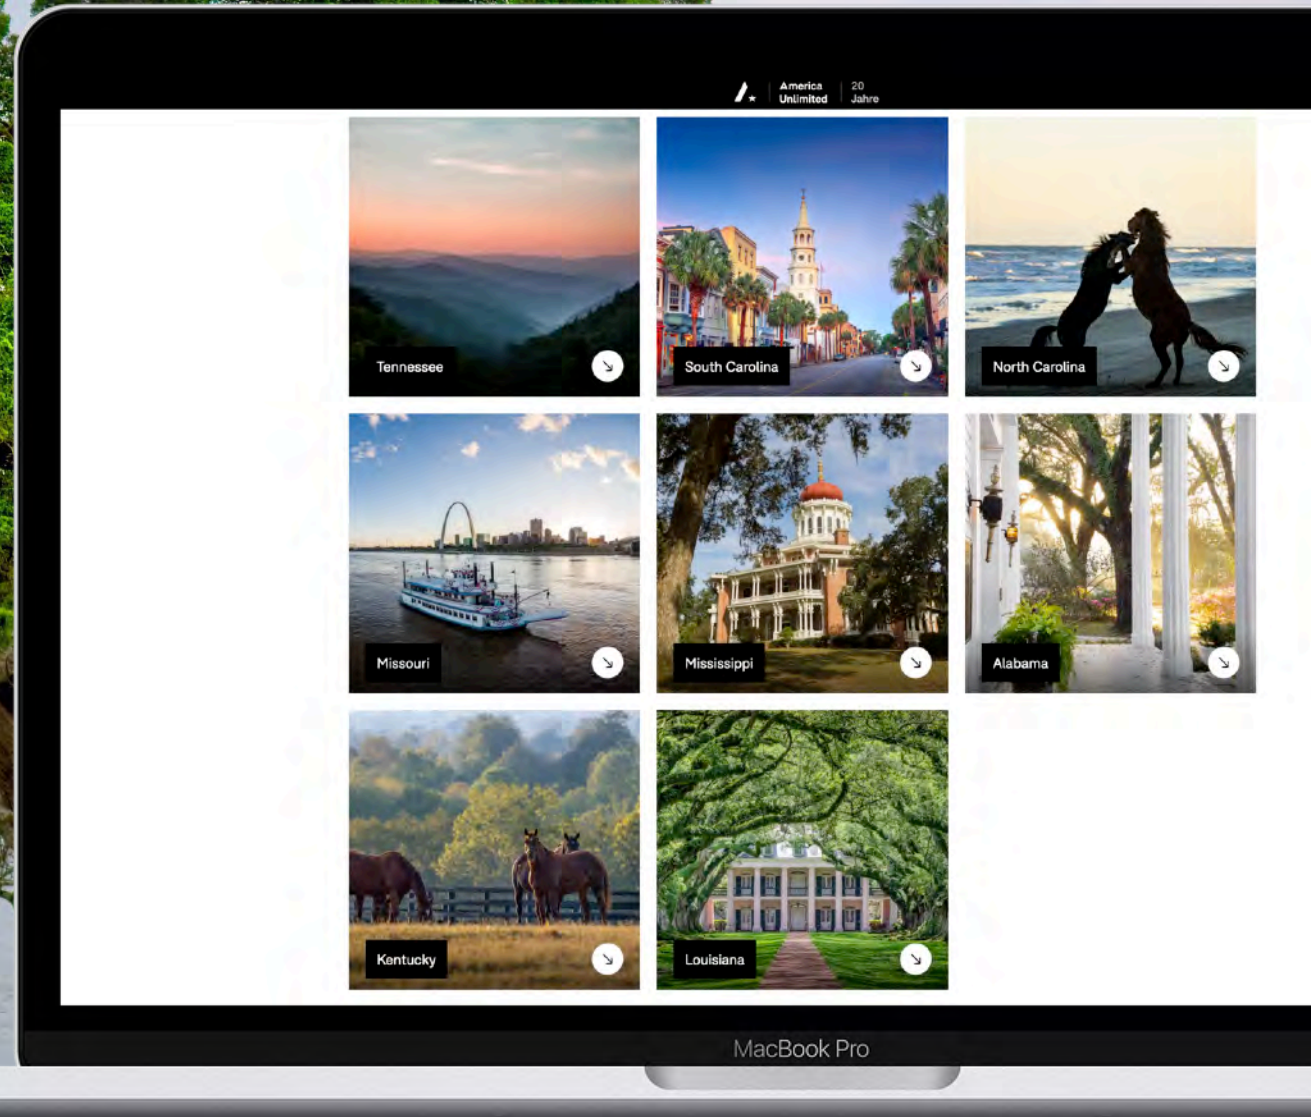 America
Unlimited
20
Jahre
Tennessee
South Carolina
North Carolina
Missouri
Mississippi
Alabama
Kentucky
Louisiana
MacBook Pro